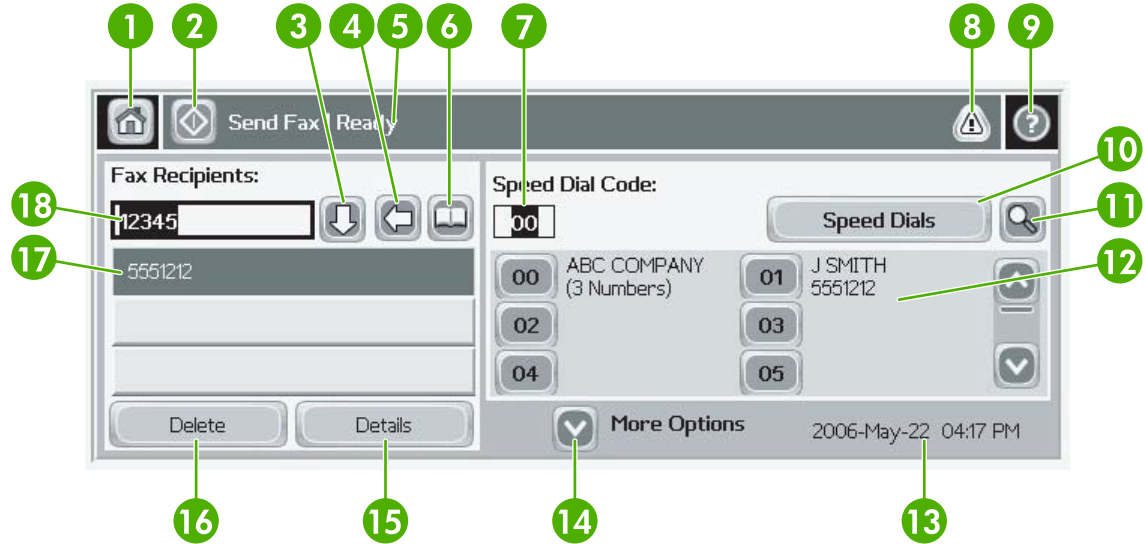 1 2 3 4 5 6 7 8 9
Send Fax | Ready
?
10
Fax Recipients:
Speed Dial Code:
18 12345
00
Speed Dials
11
17 5551212
00 ABC COMPANY
(3 Numbers)
01 J SMITH
5551212
12
02 03
04 05
Delete Details
More Options
2006-May-22 04:17 PM
16 15 14 13